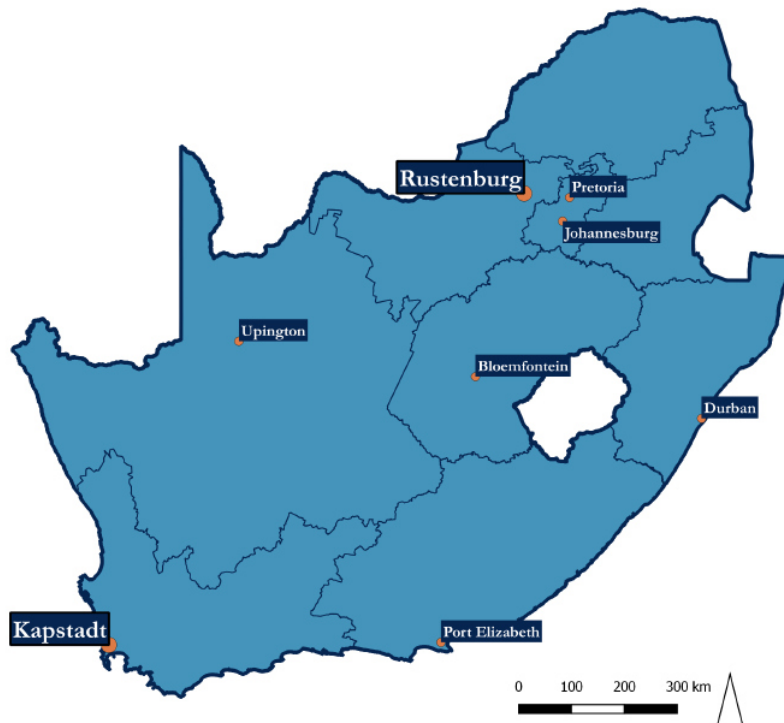 Rustenburg
Pretoria
Johannesburg
Upington
Bloemfontein
Durban
Kapstadt
Port Elizabeth
0 100 200 300 km